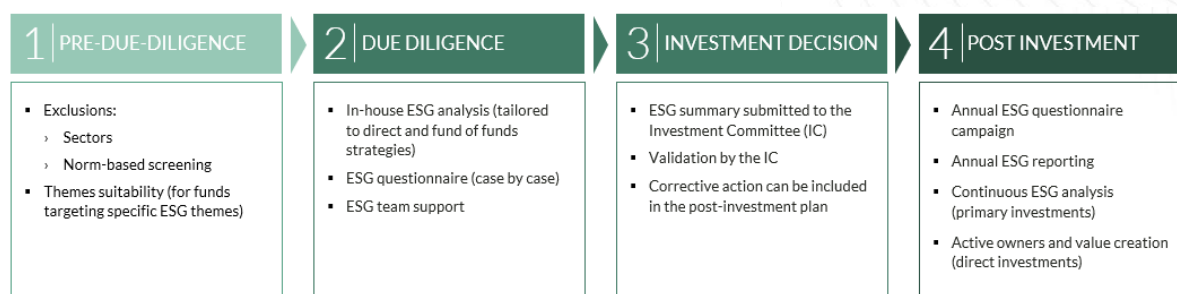 1 PRE-DUE-DILIGENCE
▪ Exclusions:
› Sectors
› Norm-based screening
▪ Themes suitability (for funds
targeting specific ESG themes)
2 DUE DILIGENCE
▪ In-house ESG analysis (tailored
to direct and fund of funds
strategies)
▪ ESG questionnaire (case by case)
▪ ESG team support
3 INVESTMENT DECISION
▪ ESG summary submitted to the
Investment Committee (IC)
▪ Validation by the IC
▪ Corrective action can be included
in the post-investment plan
4 POST INVESTMENT
▪ Annual ESG questionnaire
campaign
▪ Annual ESG reporting
▪ Continuous ESG analysis
(primary investments)
▪ Active owners and value creation
(direct investments)